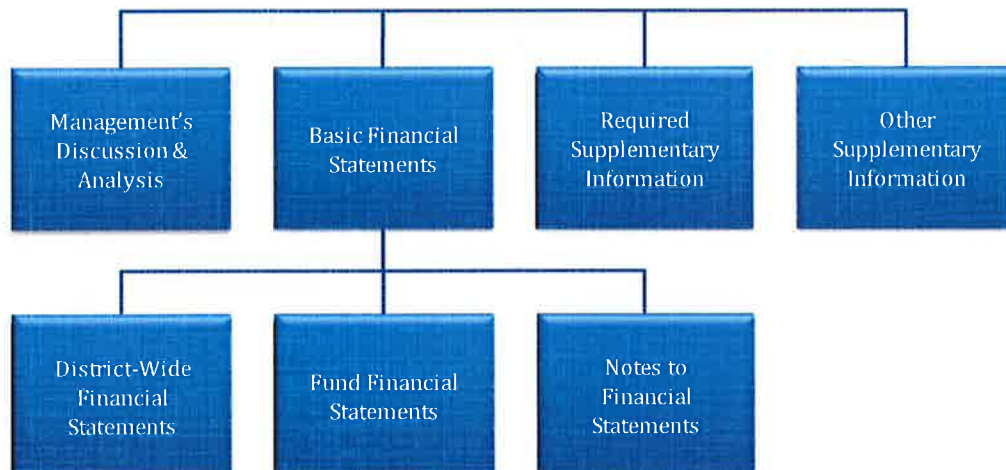 Management's
Discussion &
Analysis
Basic Financial
Statements
Required
Supplementary
Information
Other
Supplementary
Information
District-Wide
Financial
Statements
Fund Financial
Statements
Notes to
Financial
Statements